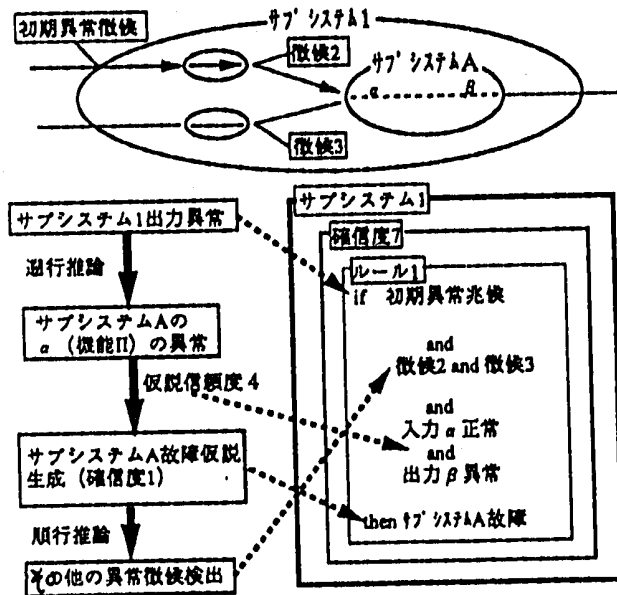 サブシステム1
初期異常徴候
徴候2
サブシステムA
α β
徴候3
サブシステム1出力異常
遡行推論
サブシステムAの
α（機能Π）の異常
仮説信頼度4
サブシステムA故障仮説
生成（確信度1）
順行推論
その他の異常徴候検出
サブシステム1
確信度7
ルール1
if 初期異常兆候
and
徴候2 and 徴候3
and
入力α正常
and
出力β異常
then サブシステムA故障